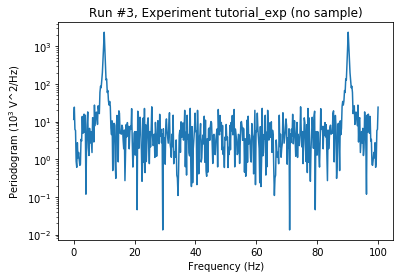 Run #3, Experiment tutorial_exp (no sample)
Periodogram (10³ V^2/Hz)
10³
10²
10¹
10⁰
10⁻¹
10⁻²
0 20 40 60 80 100
Frequency (Hz)